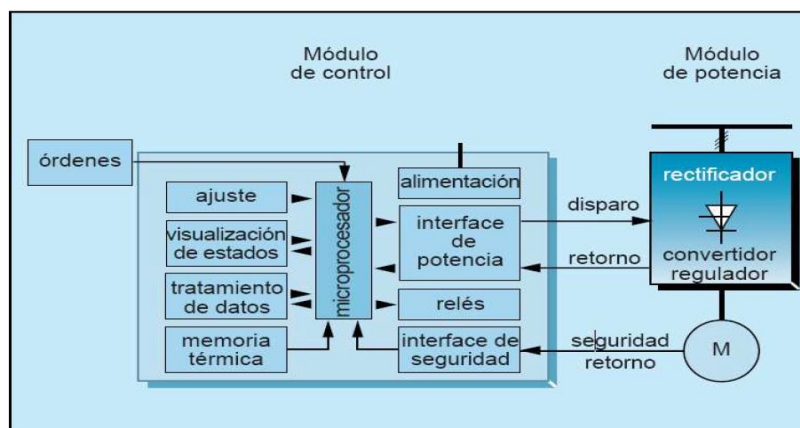 Módulo
de control
Módulo
de potencia
órdenes
ajuste
visualización
de estados
tratamiento
de datos
memoria
térmica
microprocesador
alimentación
interface
de
potencia
relés
interface de
seguridad
disparo
retorno
seguridad
retorno
rectificador
convertidor
regulador
M